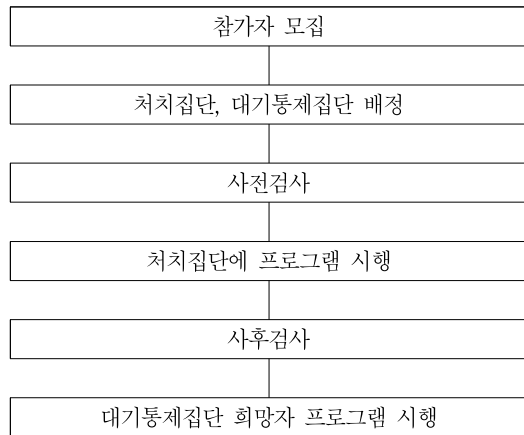 참가자 모집
처치집단, 대기통제집단 배정
사전검사
처치집단에 프로그램 시행
사후검사
대기통제집단 희망자 프로그램 시행